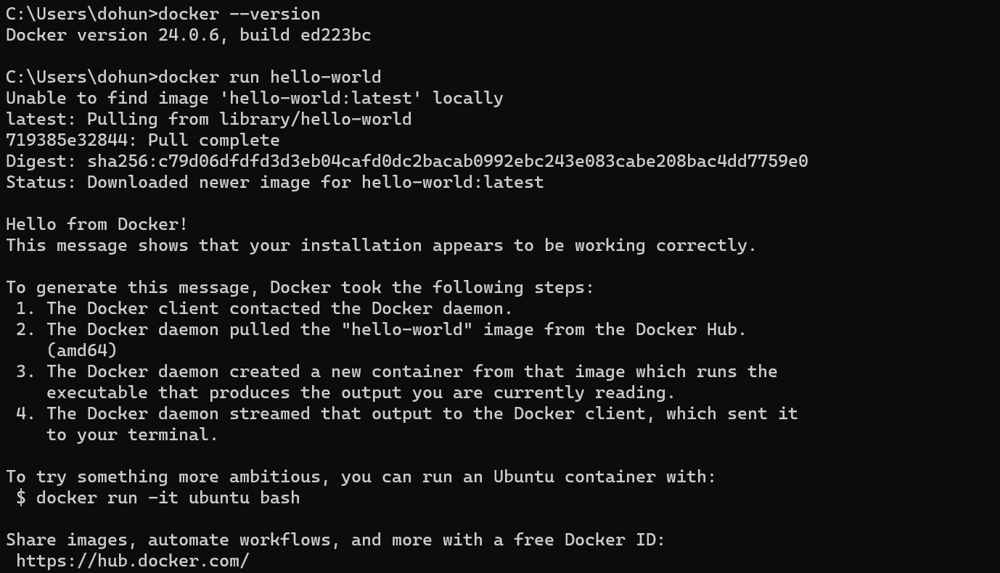 C:\Users\dohun>docker --version
Docker version 24.0.6, build ed223bc
C:\Users\dohun>docker run hello-world
Unable to find image 'hello-world:latest' locally
latest: Pulling from library/hello-world
719385e32844: Pull complete
Digest: sha256:c79d06dfdfd3d3eb04cafd0dc2bacab0992ebc243e083cabe208bac4dd7759e0
Status: Downloaded newer image for hello-world:latest
Hello from Docker!
This message shows that your installation appears to be working correctly.
To generate this message, Docker took the following steps:
 1. The Docker client contacted the Docker daemon.
 2. The Docker daemon pulled the "hello-world" image from the Docker Hub.
    (amd64)
 3. The Docker daemon created a new container from that image which runs the
    executable that produces the output you are currently reading.
 4. The Docker daemon streamed that output to the Docker client, which sent it
    to your terminal.
To try something more ambitious, you can run an Ubuntu container with:
 $ docker run -it ubuntu bash
Share images, automate workflows, and more with a free Docker ID:
 https://hub.docker.com/